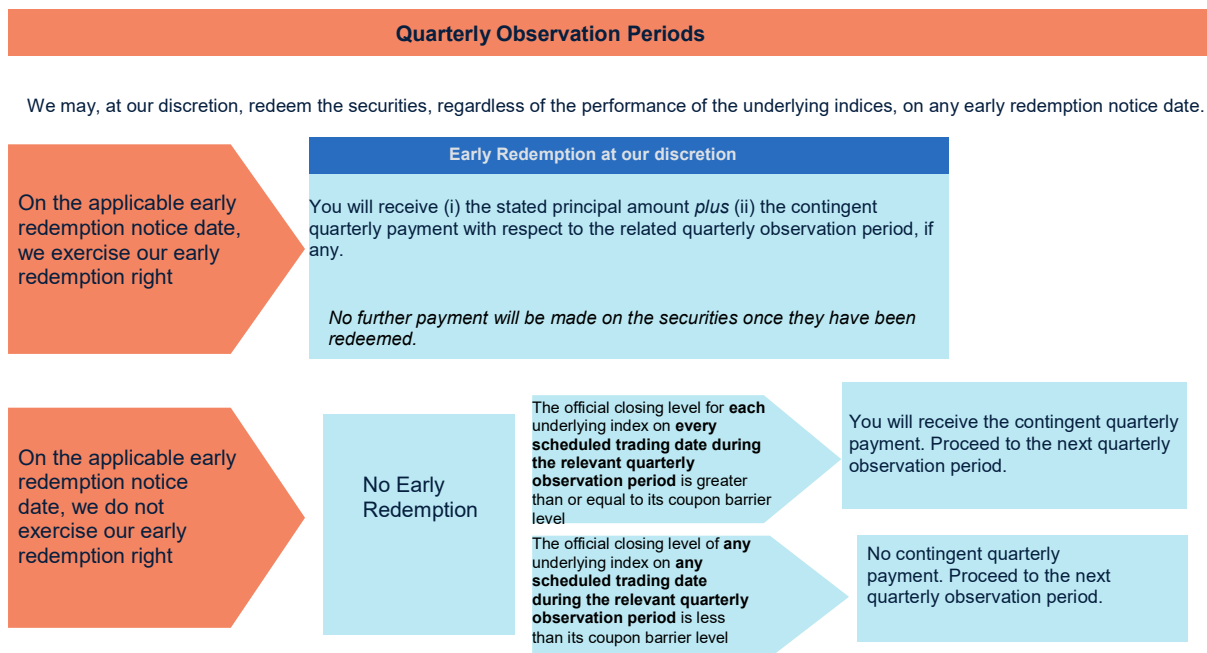 Quarterly Observation Periods
We may, at our discretion, redeem the securities, regardless of the performance of the underlying indices, on any early redemption notice date.
On the applicable early
redemption notice date,
we exercise our early
redemption right
Early Redemption at our discretion
You will receive (i) the stated principal amount plus (ii) the contingent
quarterly payment with respect to the related quarterly observation period, if
any.
No further payment will be made on the securities once they have been
redeemed.
On the applicable early
redemption notice
date, we do not
exercise our early
redemption right
No Early
Redemption
The official closing level for each
underlying index on every
scheduled trading date during
the relevant quarterly
observation period is greater
than or equal to its coupon barrier
level
You will receive the contingent quarterly
payment. Proceed to the next quarterly
observation period.
The official closing level of any
underlying index on any
scheduled trading date
during the relevant quarterly
observation period is less
than its coupon barrier level
No contingent quarterly
payment. Proceed to the next
quarterly observation period.